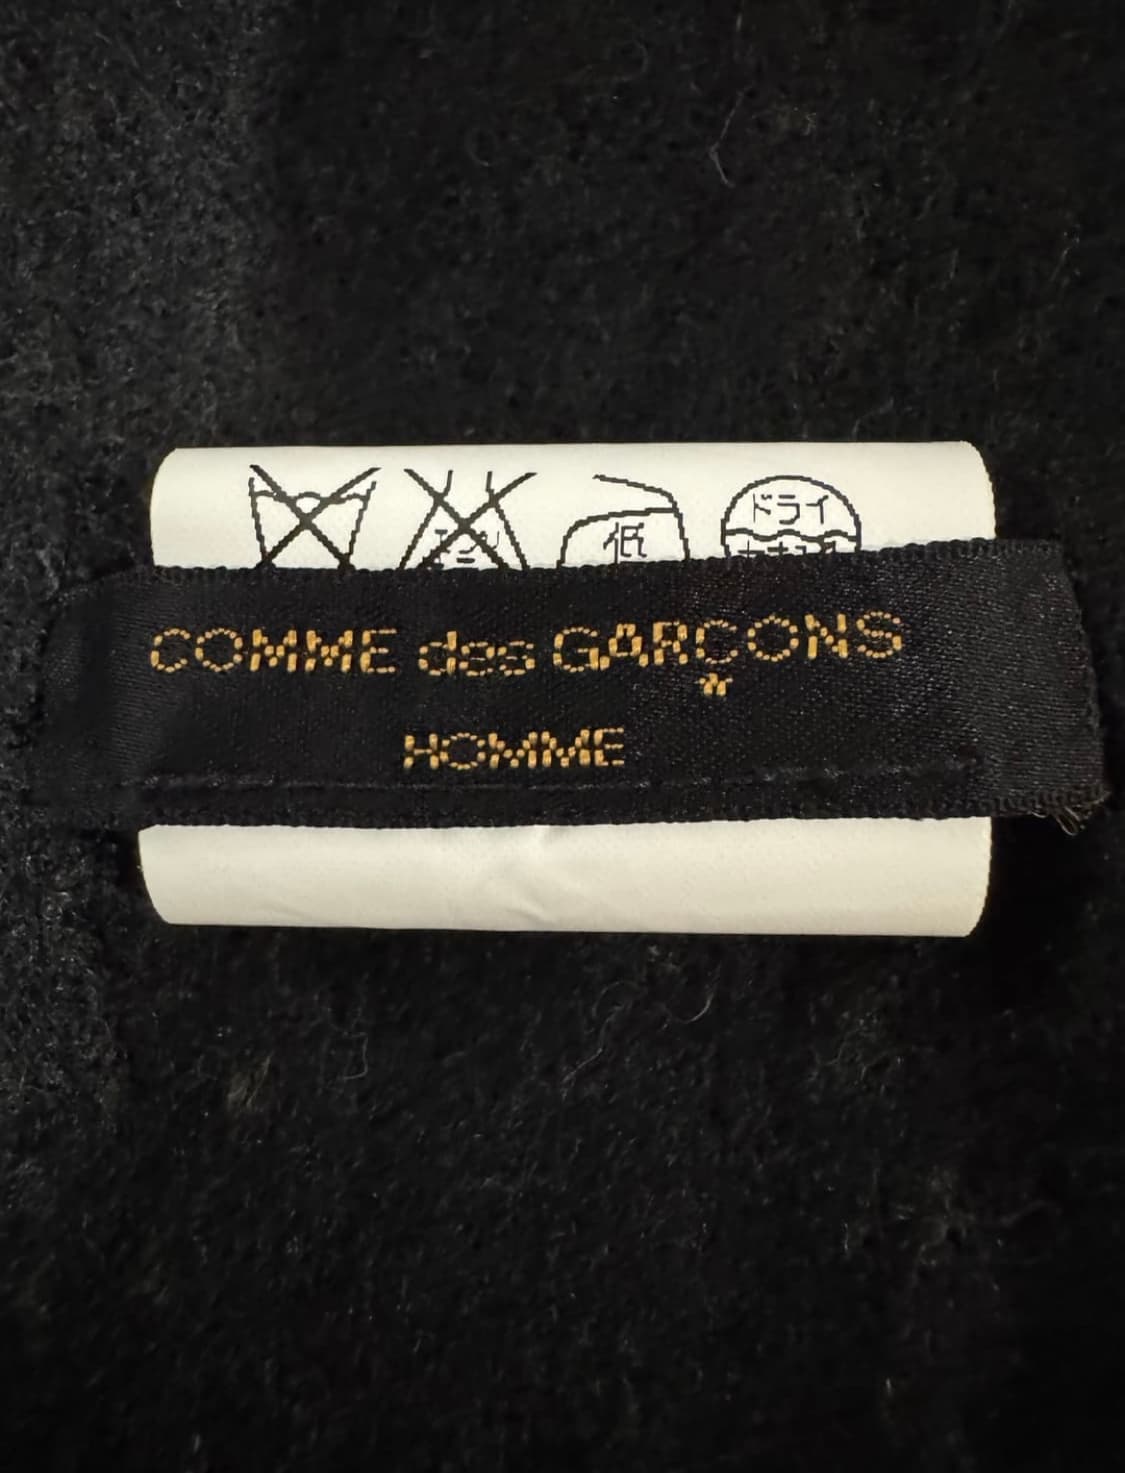 低
ドライ
COMME des GARÇONS
HOMME